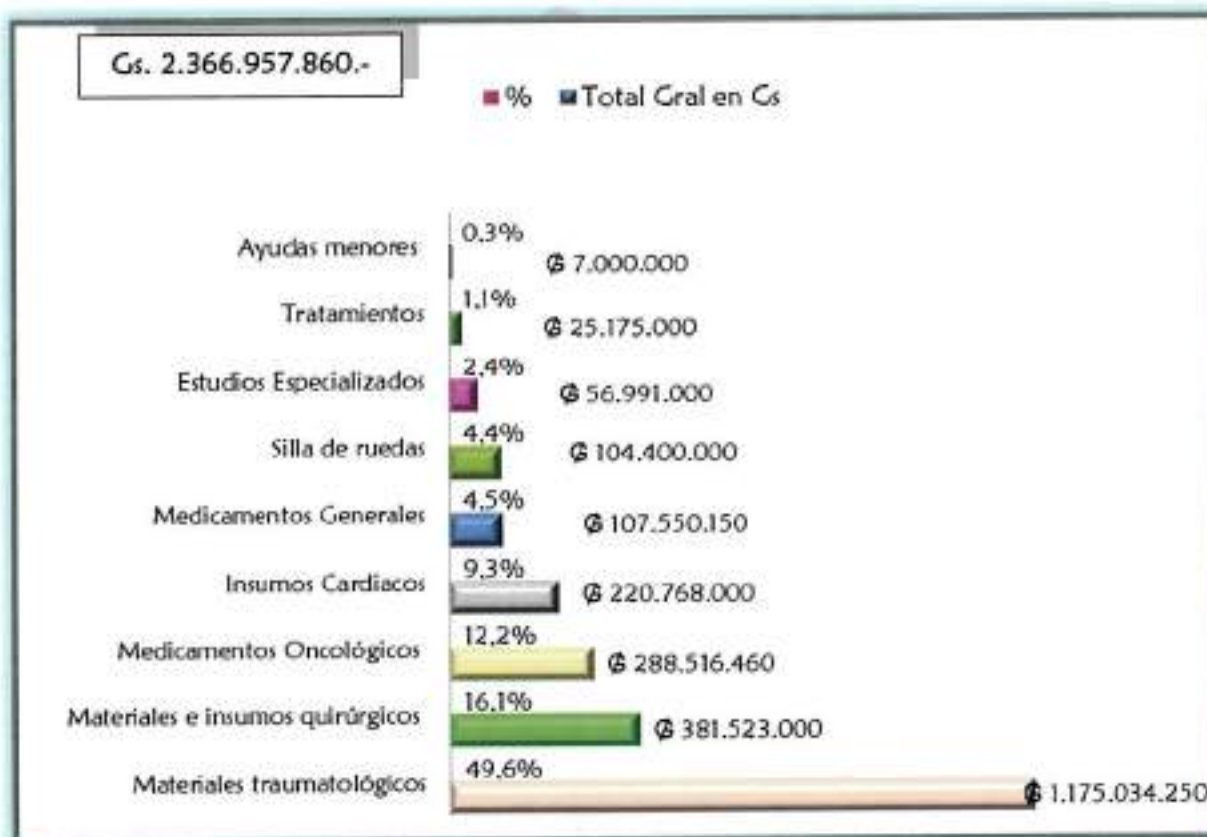 Gs. 2.366.957.860.-
% Total Gral en Gs
Ayudas menores 0.3% ₲ 7.000.000
Tratamientos 1,1% ₲ 25.175.000
Estudios Especializados 2,4% ₲ 56.991.000
Silla de ruedas 4,4% ₲ 104.400.000
Medicamentos Generales 4,5% ₲ 107.550.150
Insumos Cardiacos 9,3% ₲ 220.768.000
Medicamentos Oncológicos 12,2% ₲ 288.516.460
Materiales e insumos quirúrgicos 16,1% ₲ 381.523.000
Materiales traumatológicos 49,6% ₲ 1.175.034.250